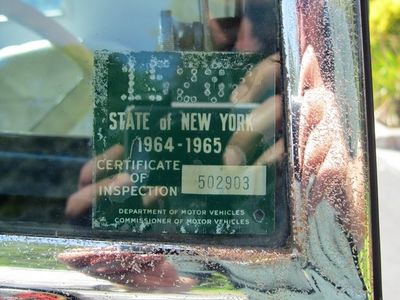 STATE of NEW YORK
1964-1965
CERTIFICATE
OF
INSPECTION
502903
DEPARTMENT OF MOTOR VEHICLES
COMMISSIONER OF MOTOR VEHICLES